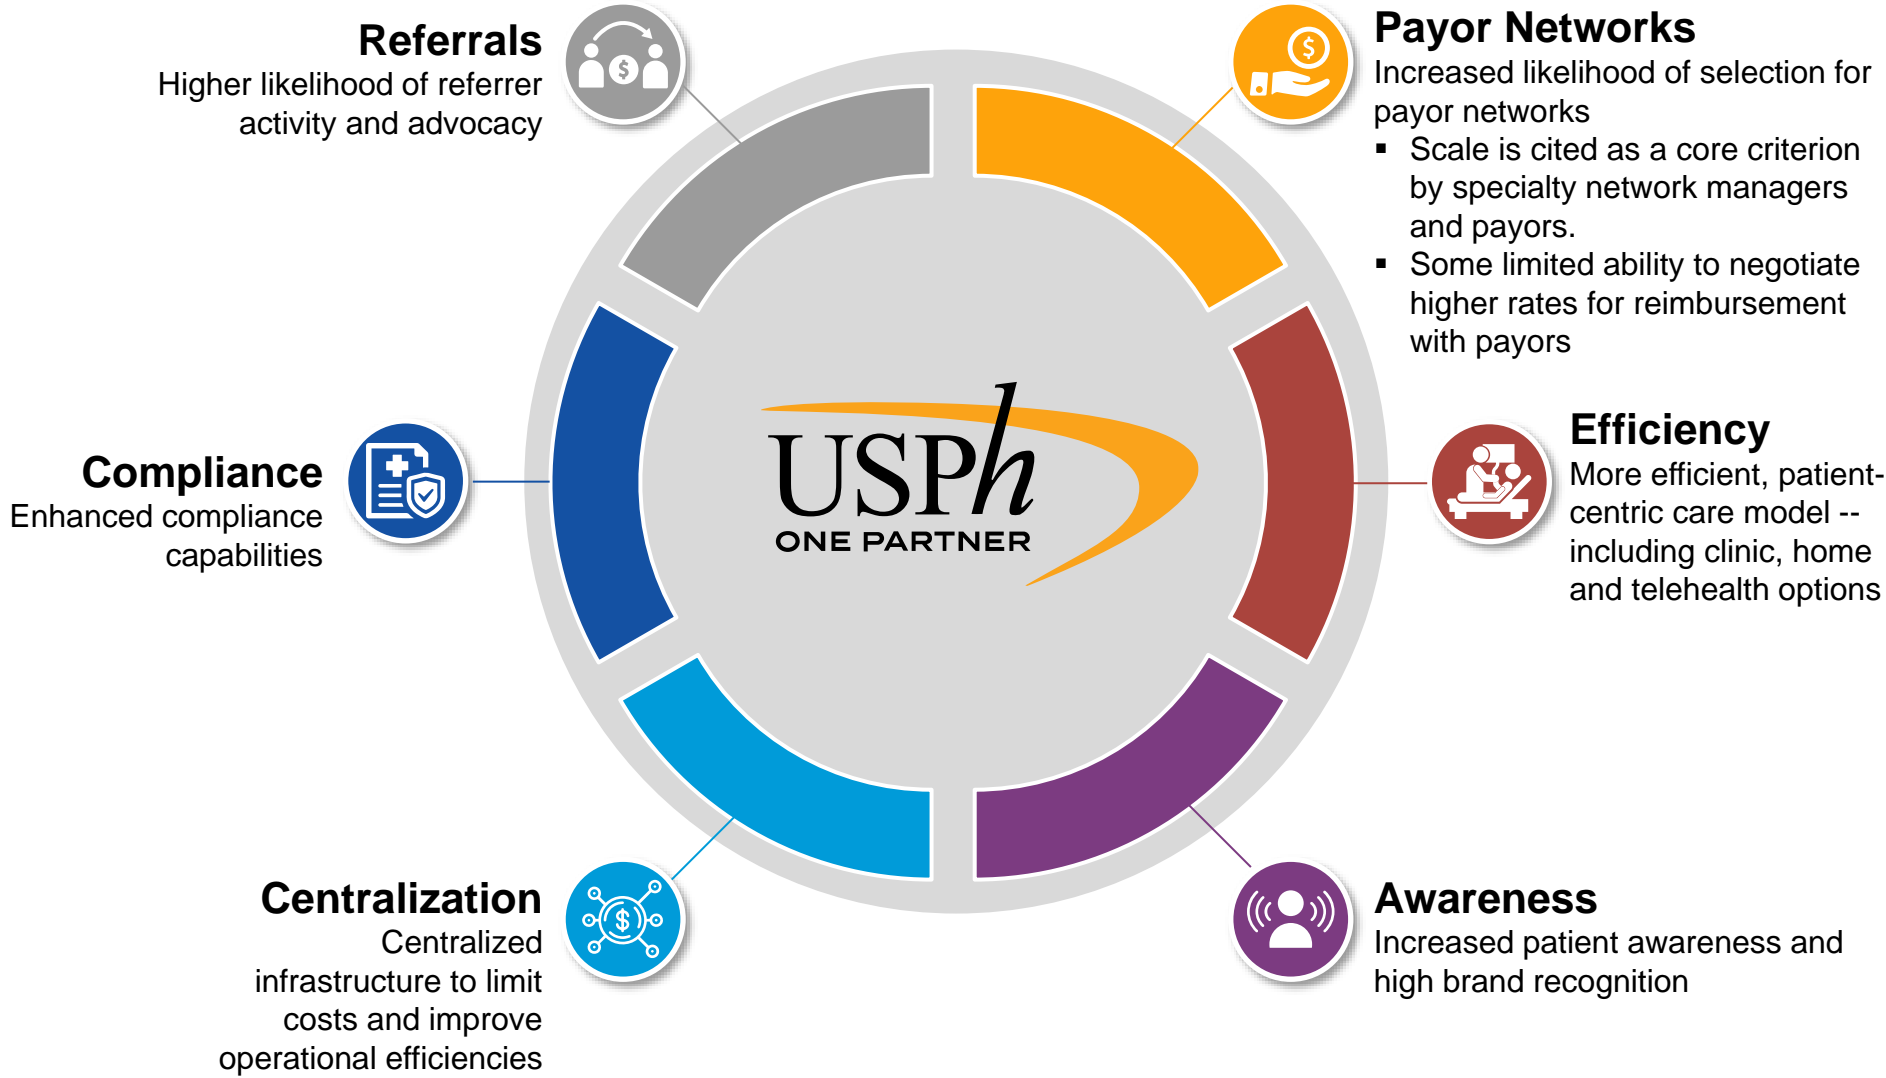 Referrals
Higher likelihood of referrer
activity and advocacy
Payor Networks
Increased likelihood of selection for
payor networks
▪ Scale is cited as a core criterion
by specialty network managers
and payors.
▪ Some limited ability to negotiate
higher rates for reimbursement
with payors
Compliance
Enhanced compliance
capabilities
USPh
ONE PARTNER
Efficiency
More efficient, patient-
centric care model --
including clinic, home
and telehealth options
Centralization
Centralized
infrastructure to limit
costs and improve
operational efficiencies
Awareness
Increased patient awareness and
high brand recognition